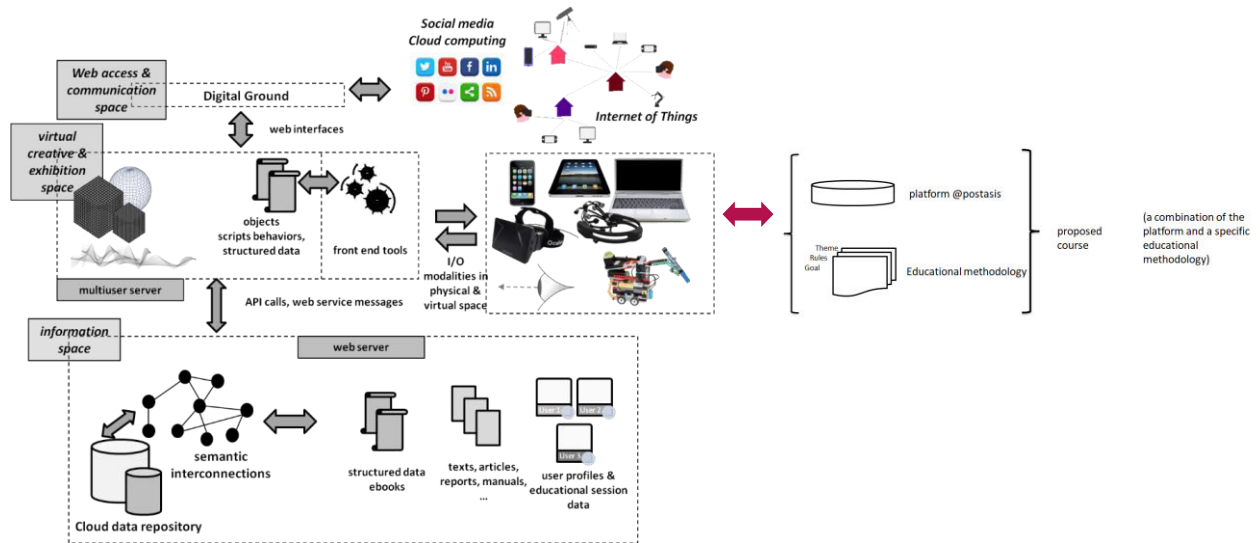 Social media
Cloud computing
Web access &
communication
space
Digital Ground
Internet of Things
web interfaces
virtual
creative &
exhibition
space
objects
scripts behaviors,
structured data
front end tools
I/O
modalities in
physical &
virtual space
multiuser server
API calls, web service messages
platform @postasis
Theme
Rules
Goal
Educational methodology
proposed
course
(a combination of the
platform and a specific
educational
methodology)
information
space
web server
semantic
interconnections
Cloud data repository
structured data
ebooks
texts, articles,
reports, manuals,
...
User 1
User 2
User 3
user profiles &
educational session
data